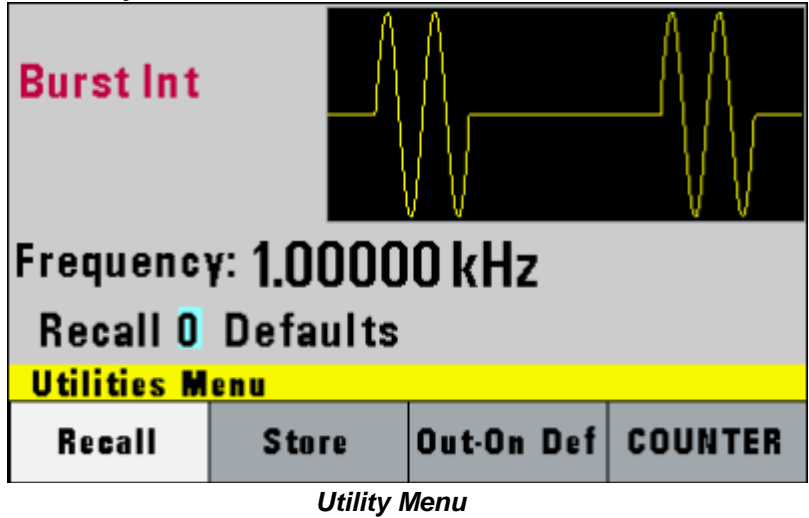 Burst Int
Frequency: 1.00000 kHz
Recall 0 Defaults
Utilities Menu
Recall Store Out-On Def COUNTER
Utility Menu